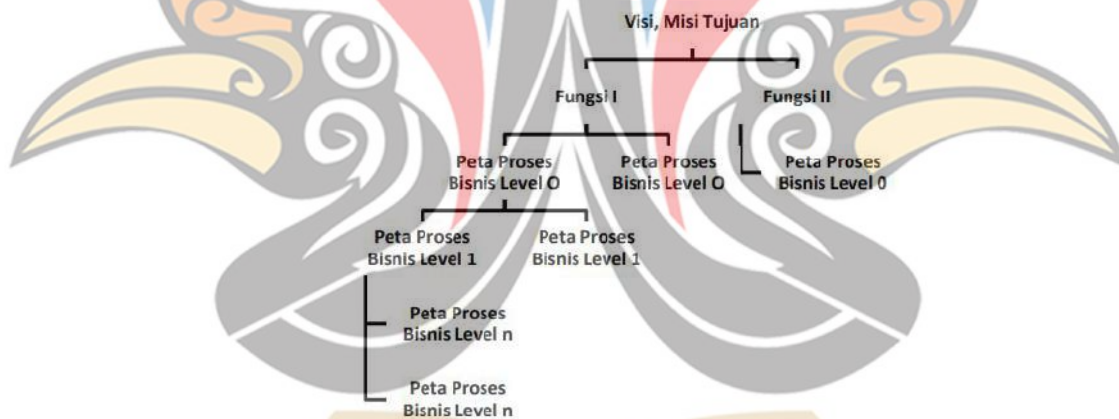 Visi, Misi Tujuan
Fungsi I
Fungsi II
Peta Proses
Bisnis Level O
Peta Proses
Bisnis Level O
Peta Proses
Bisnis Level 0
Peta Proses
Bisnis Level 1
Peta Proses
Bisnis Level 1
Peta Proses
Bisnis Level n
Peta Proses
Bisnis Level n